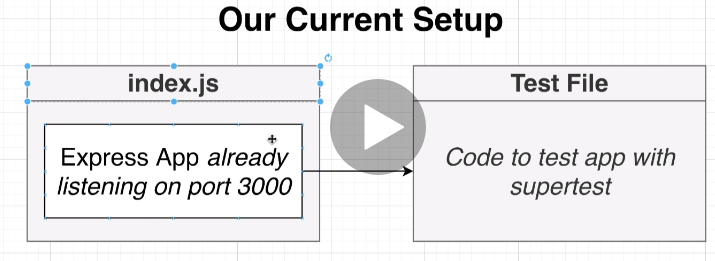 Our Current Setup
index.js
Test File
Express App already
listening on port 3000
Code to test app with
supertest